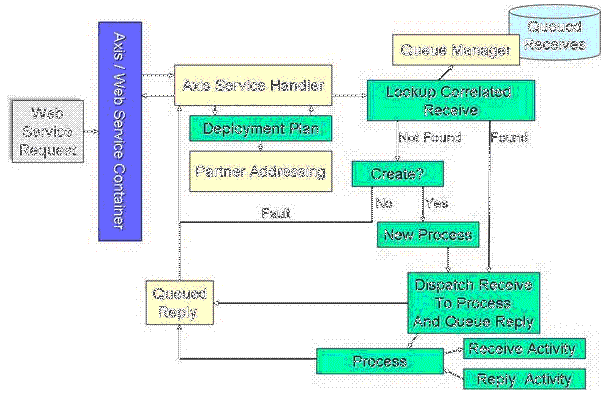 Queued
Receives
Queue Manager
Axis / Web Service Container
Axis Service Handler
Lookup Correlated
Receive
Web
Service
Request
Deployment Plan
Not Found
Found
Partner Addressing
Create?
No
Yes
Fault
New Process
Queued
Reply
Dispatch Receive
To Process
And Queue Reply
Process
Receive Activity
Reply Activity